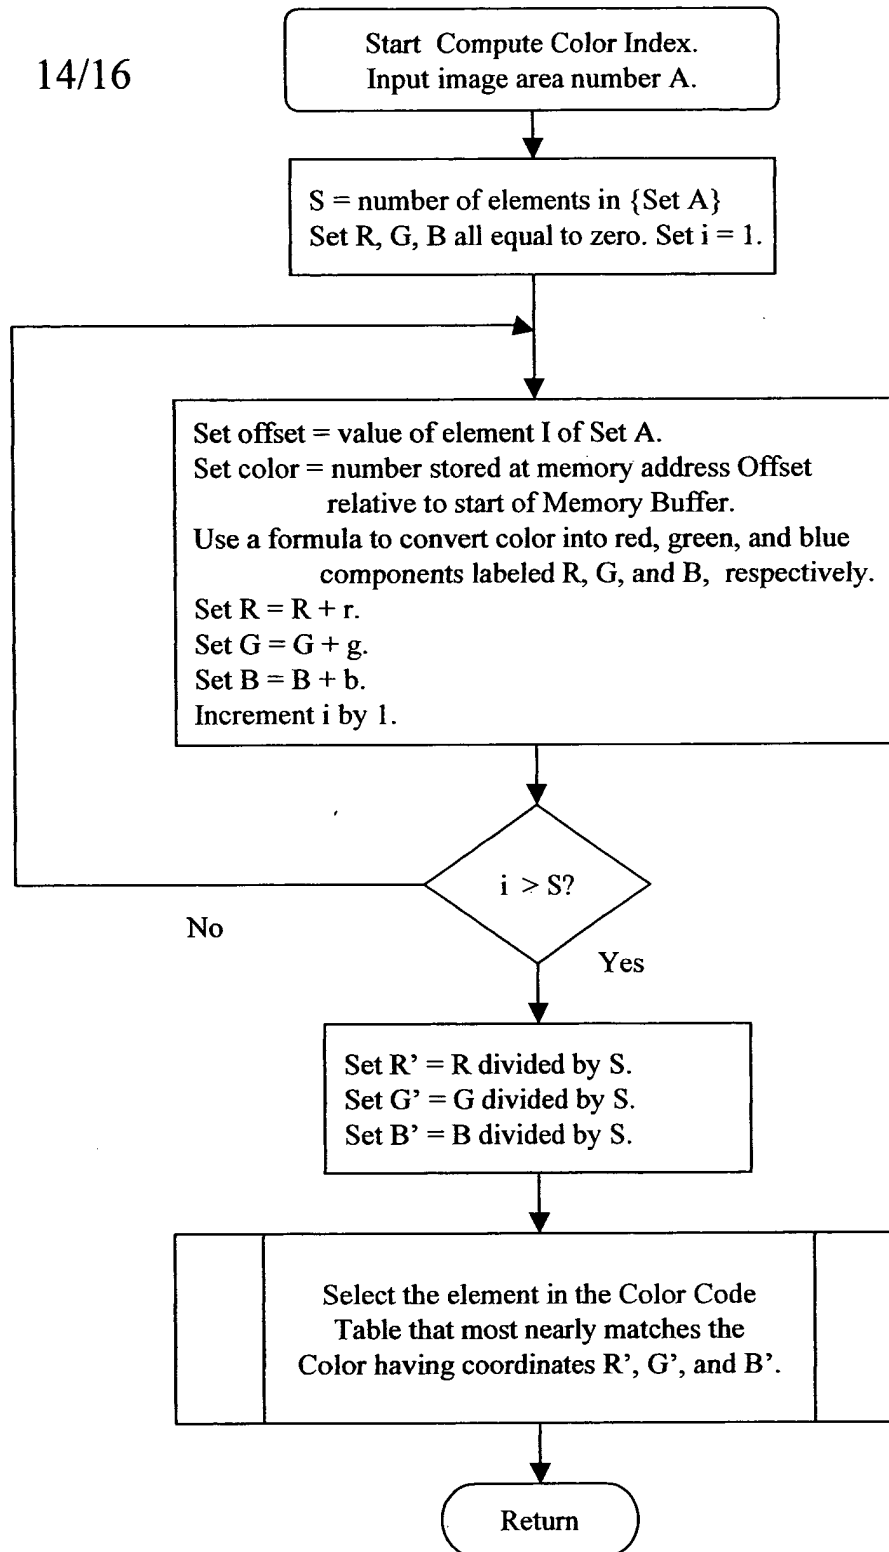 14/16
Start Compute Color Index.
Input image area number A.
S = number of elements in {Set A}
Set R, G, B all equal to zero. Set i = 1.
Set offset = value of element I of Set A.
Set color = number stored at memory address Offset
relative to start of Memory Buffer.
Use a formula to convert color into red, green, and blue
components labeled R, G, and B, respectively.
Set R = R + r.
Set G = G + g.
Set B = B + b.
Increment i by 1.
i > S?
No
Yes
Set R’ = R divided by S.
Set G’ = G divided by S.
Set B’ = B divided by S.
Select the element in the Color Code
Table that most nearly matches the
Color having coordinates R’, G’, and B’.
Return